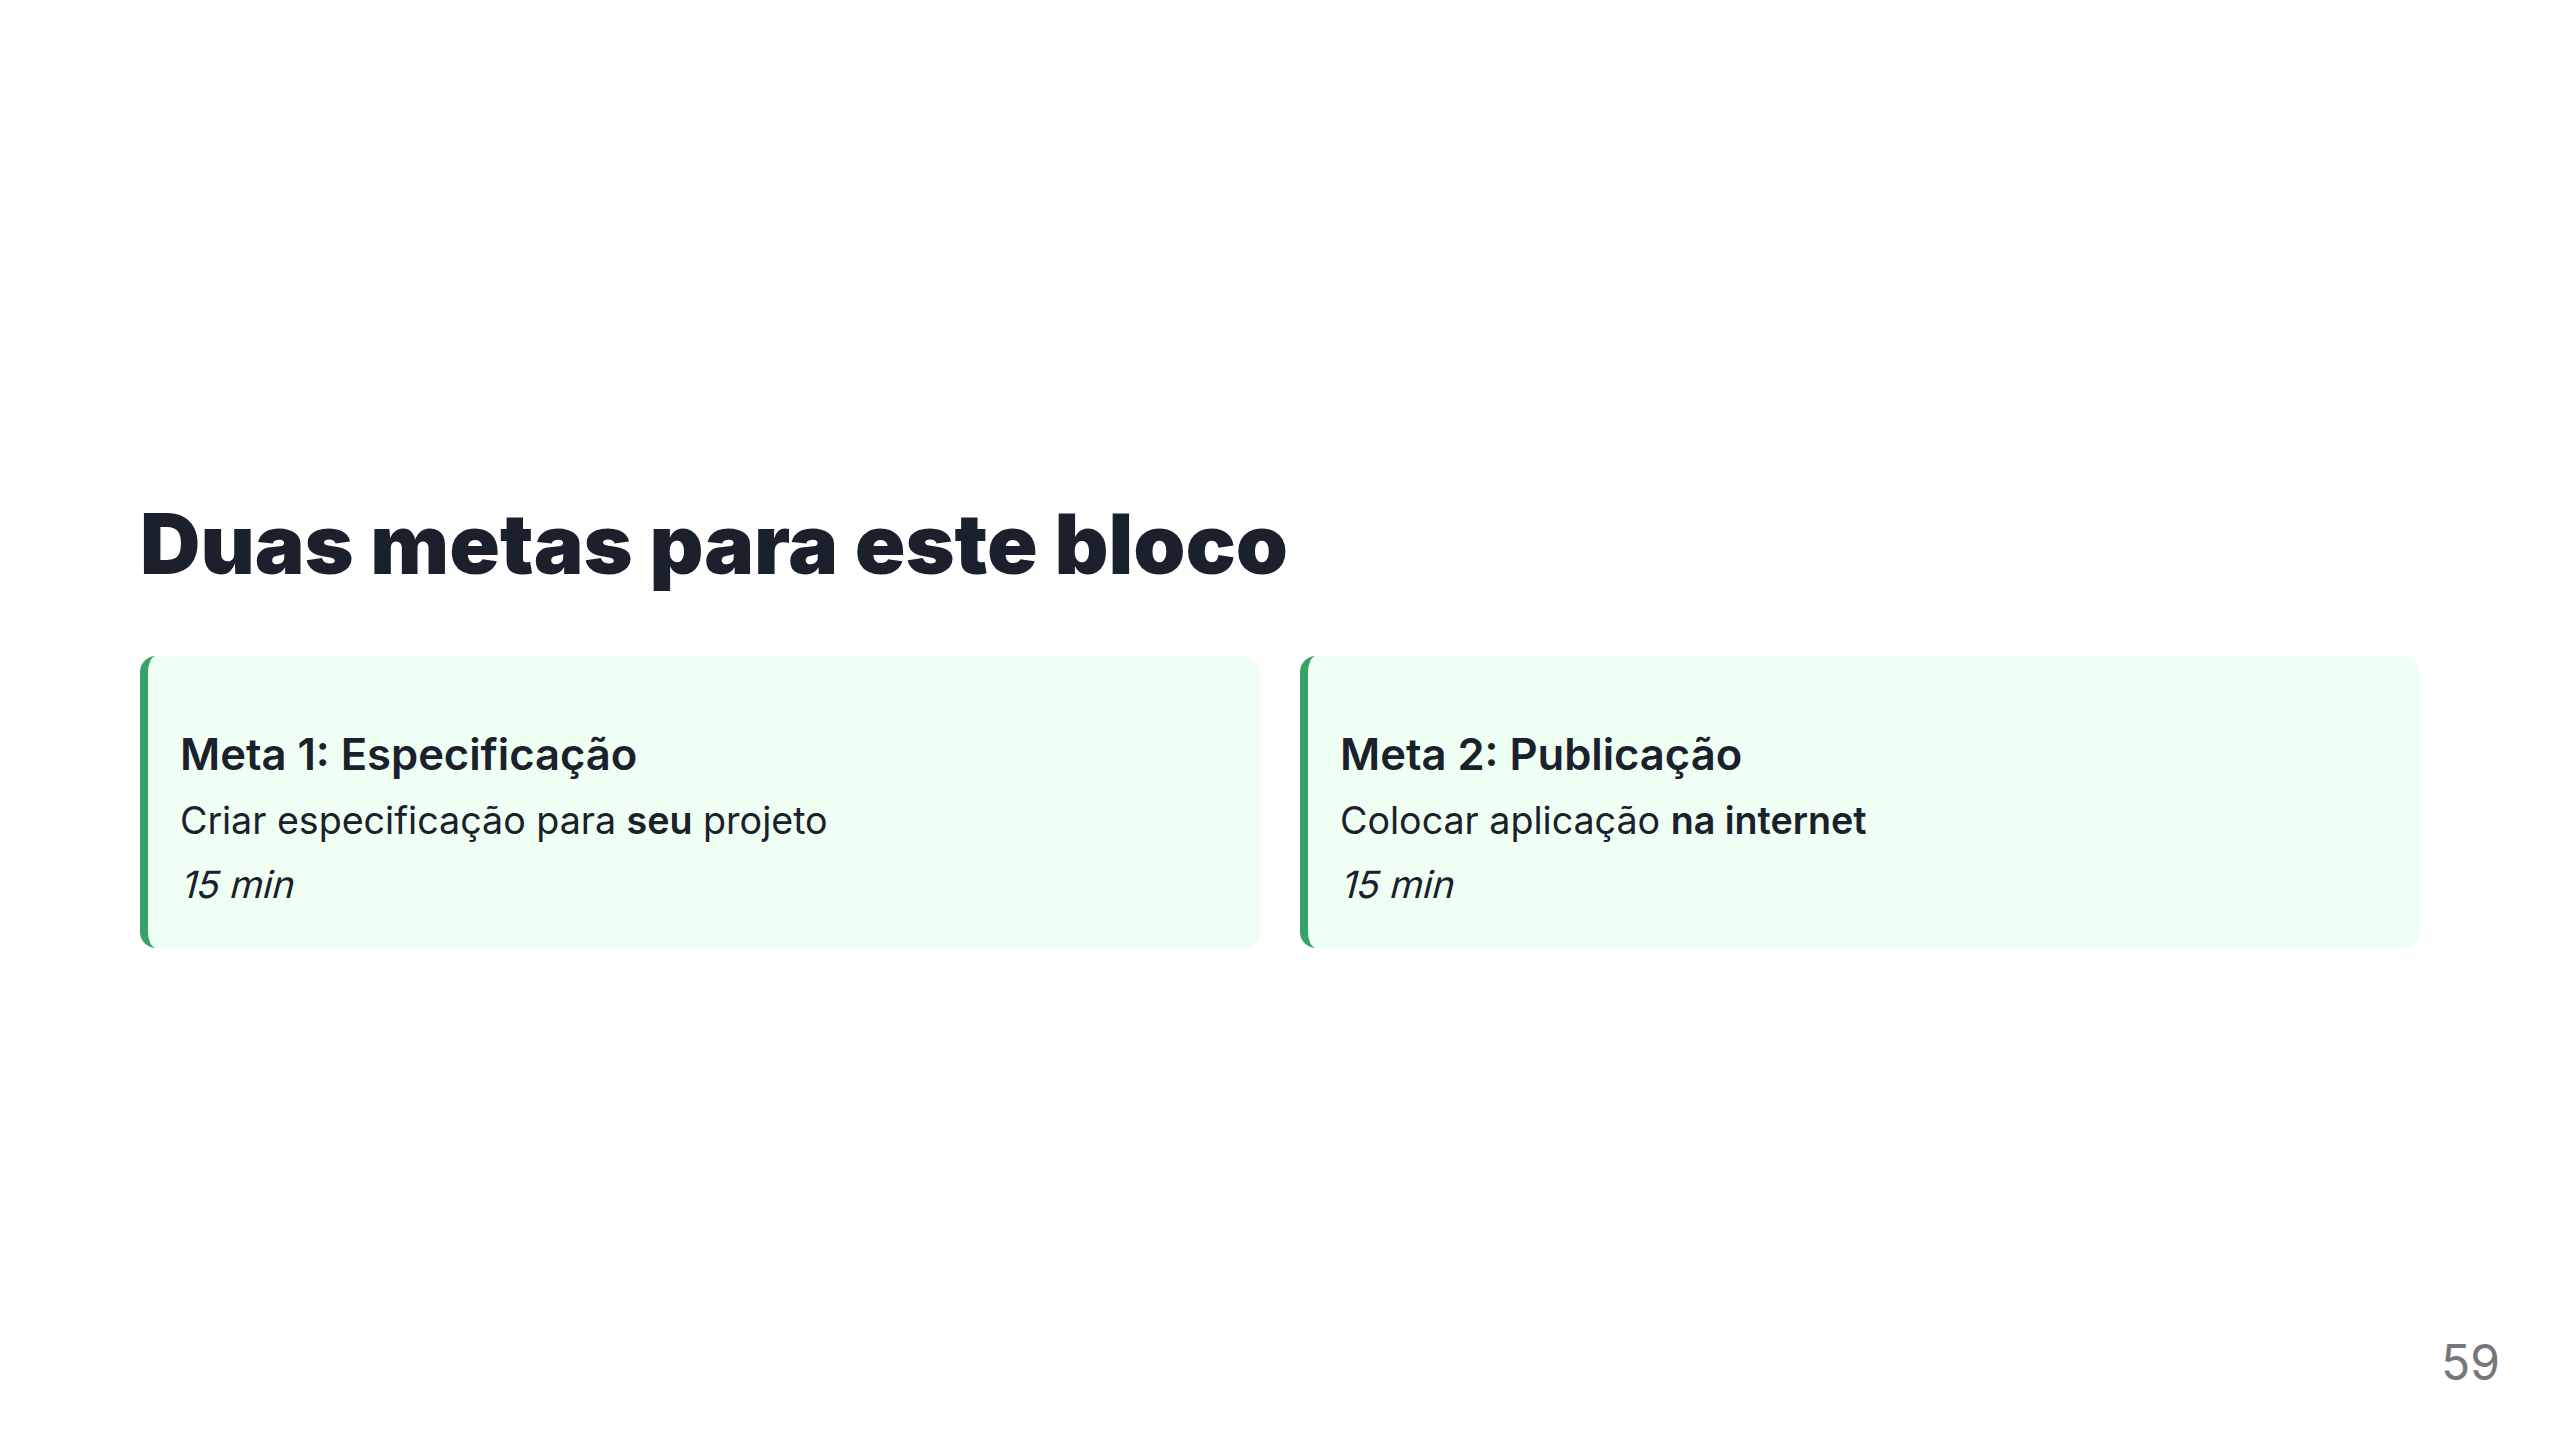 Duas metas para este bloco
Meta 1: Especificação
Criar especificação para seu projeto
15 min
Meta 2: Publicação
Colocar aplicação na internet
15 min
59